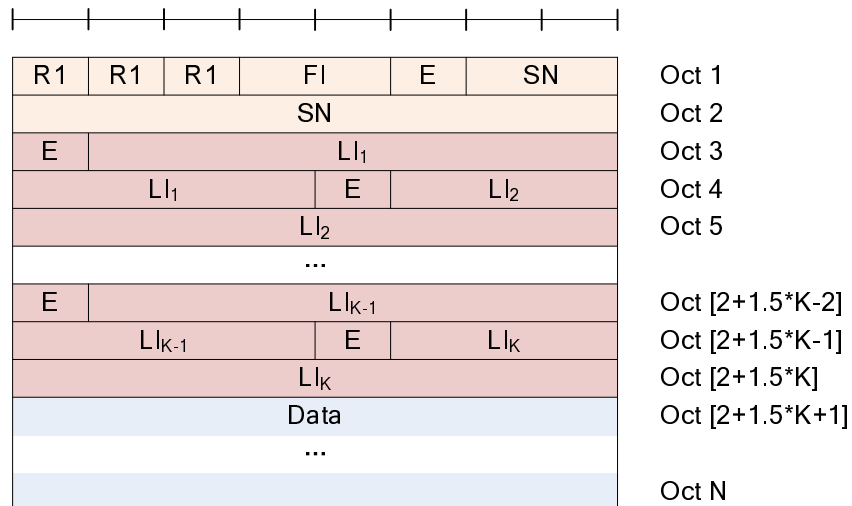 R1 R1 R1 FI E SN Oct 1
SN Oct 2
E LI₁ Oct 3
LI₁ E LI₂ Oct 4
LI₂ Oct 5
...
E LIK-1 Oct [2+1.5*K-2]
LIK-1 E LIK Oct [2+1.5*K-1]
LIK Oct [2+1.5*K]
Data Oct [2+1.5*K+1]
...
Oct N